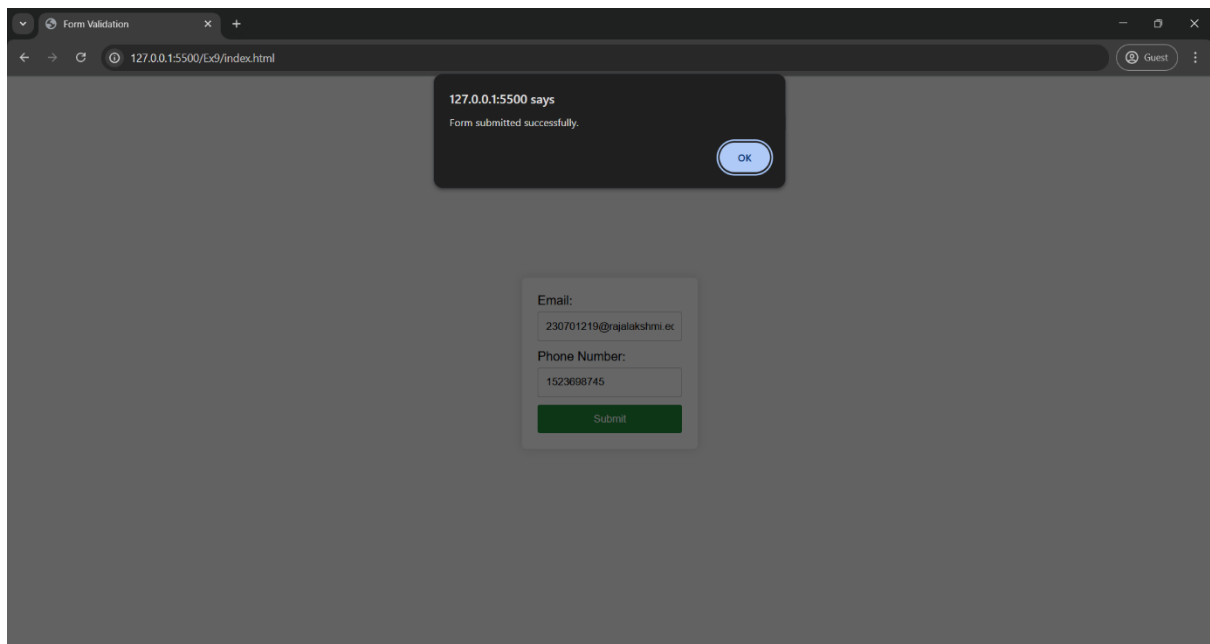 Form Validation
127.0.0.1:5500/Ex9/index.html
Guest
127.0.0.1:5500 says
Form submitted successfully.
OK
Email:
230701219@rajalakshmi.ec
Phone Number:
1523698745
Submit